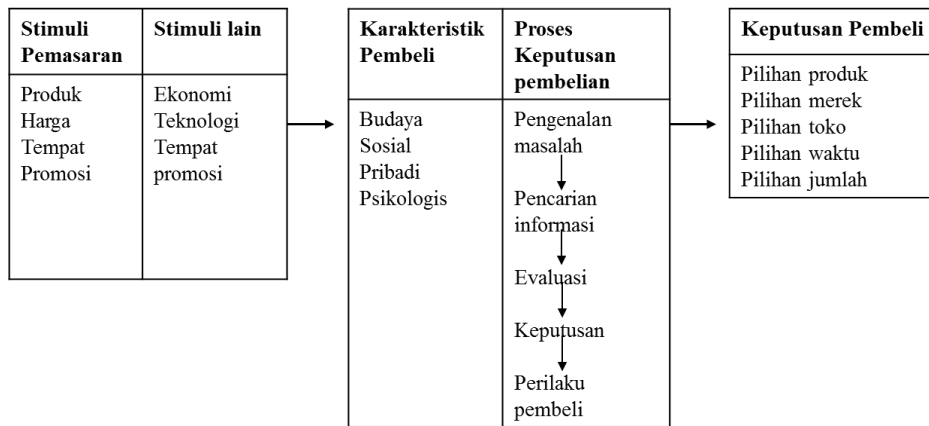 Stimuli
Pemasaran
Stimuli lain
Produk
Harga
Tempat
Promosi
Ekonomi
Teknologi
Tempat
promosi
Karakteristik
Pembeli
Proses
Keputusan
pembelian
Budaya
Sosial
Pribadi
Psikologis
Pengenalan
masalah
Pencarian
informasi
Evaluasi
Keputusan
Perilaku
pembeli
Keputusan Pembeli
Pilihan produk
Pilihan merek
Pilihan toko
Pilihan waktu
Pilihan jumlah